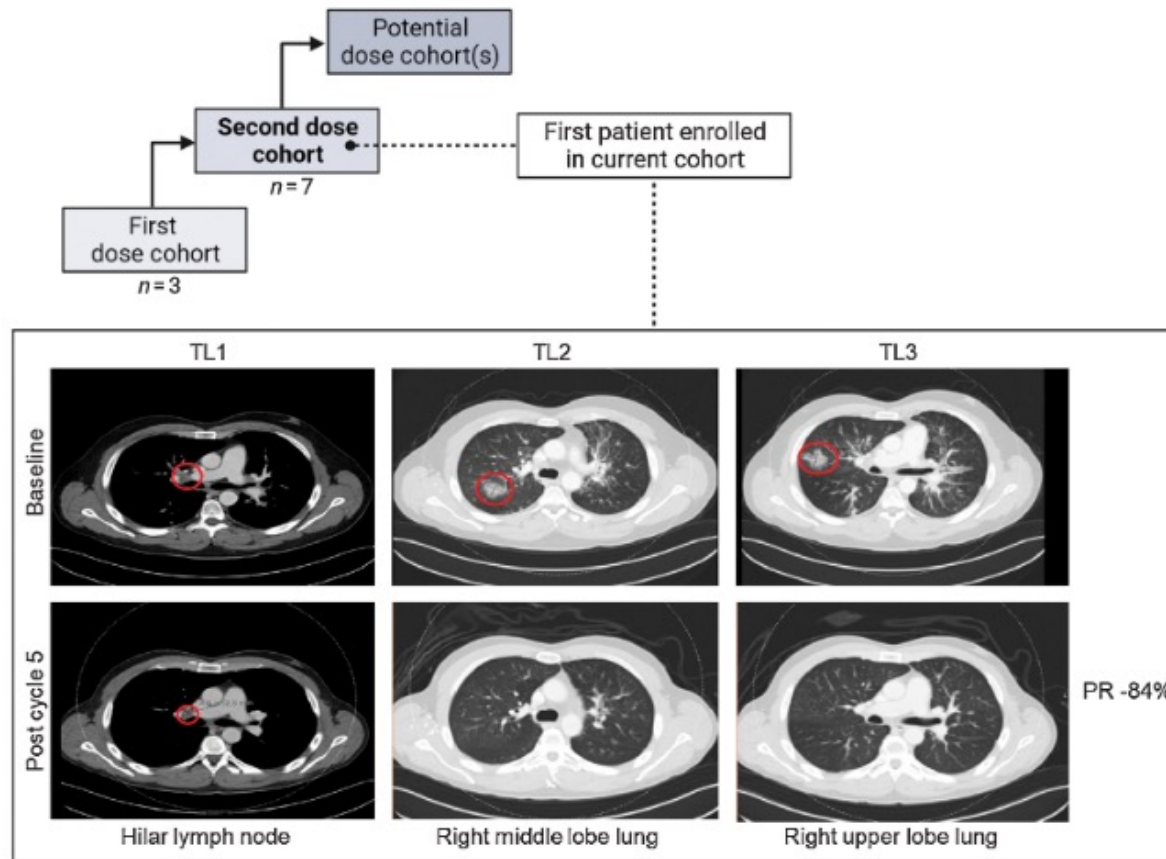 Potential
dose cohort(s)
Second dose
cohort
n = 7
First patient enrolled
in current cohort
First
dose cohort
n = 3
TL1
TL2
TL3
Baseline
Post cycle 5
PR -84%
Hilar lymph node
Right middle lobe lung
Right upper lobe lung